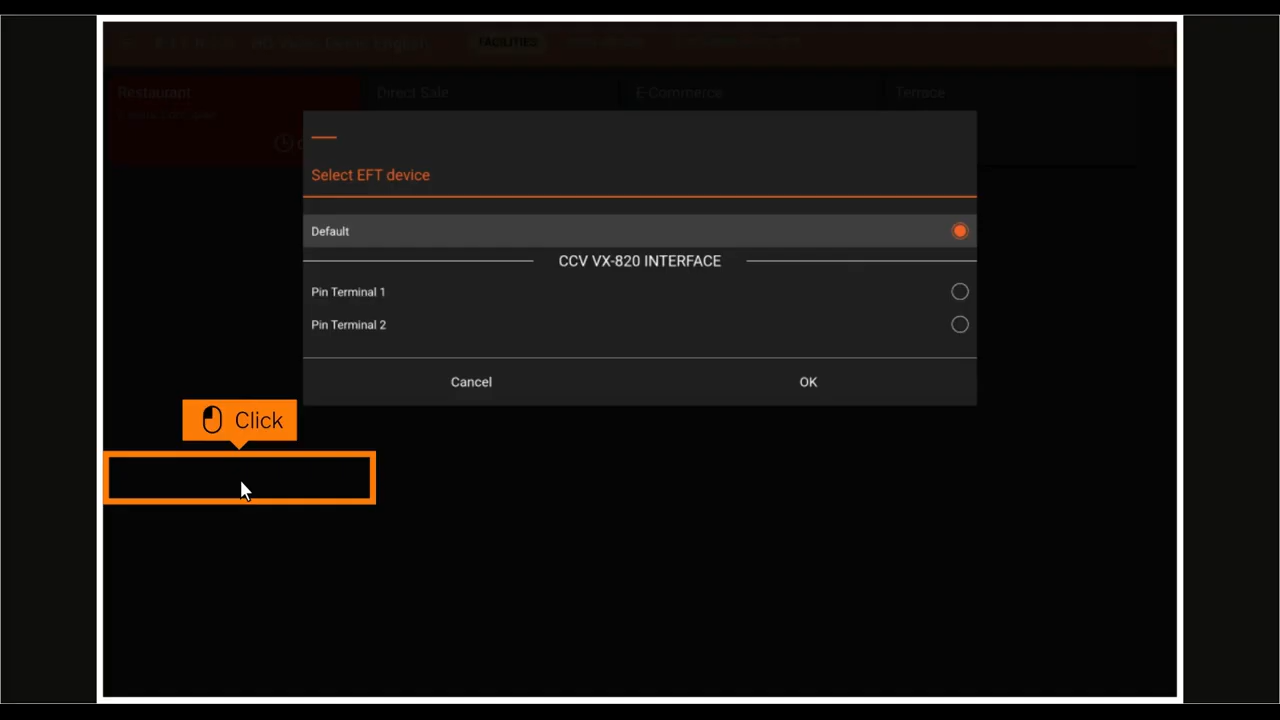 FACILITIES
Restaurant
Direct Sale
E-Commerce
Terrace
Select EFT device
Default
CCV VX-820 INTERFACE
Pin Terminal 1
Pin Terminal 2
Cancel
OK
Click